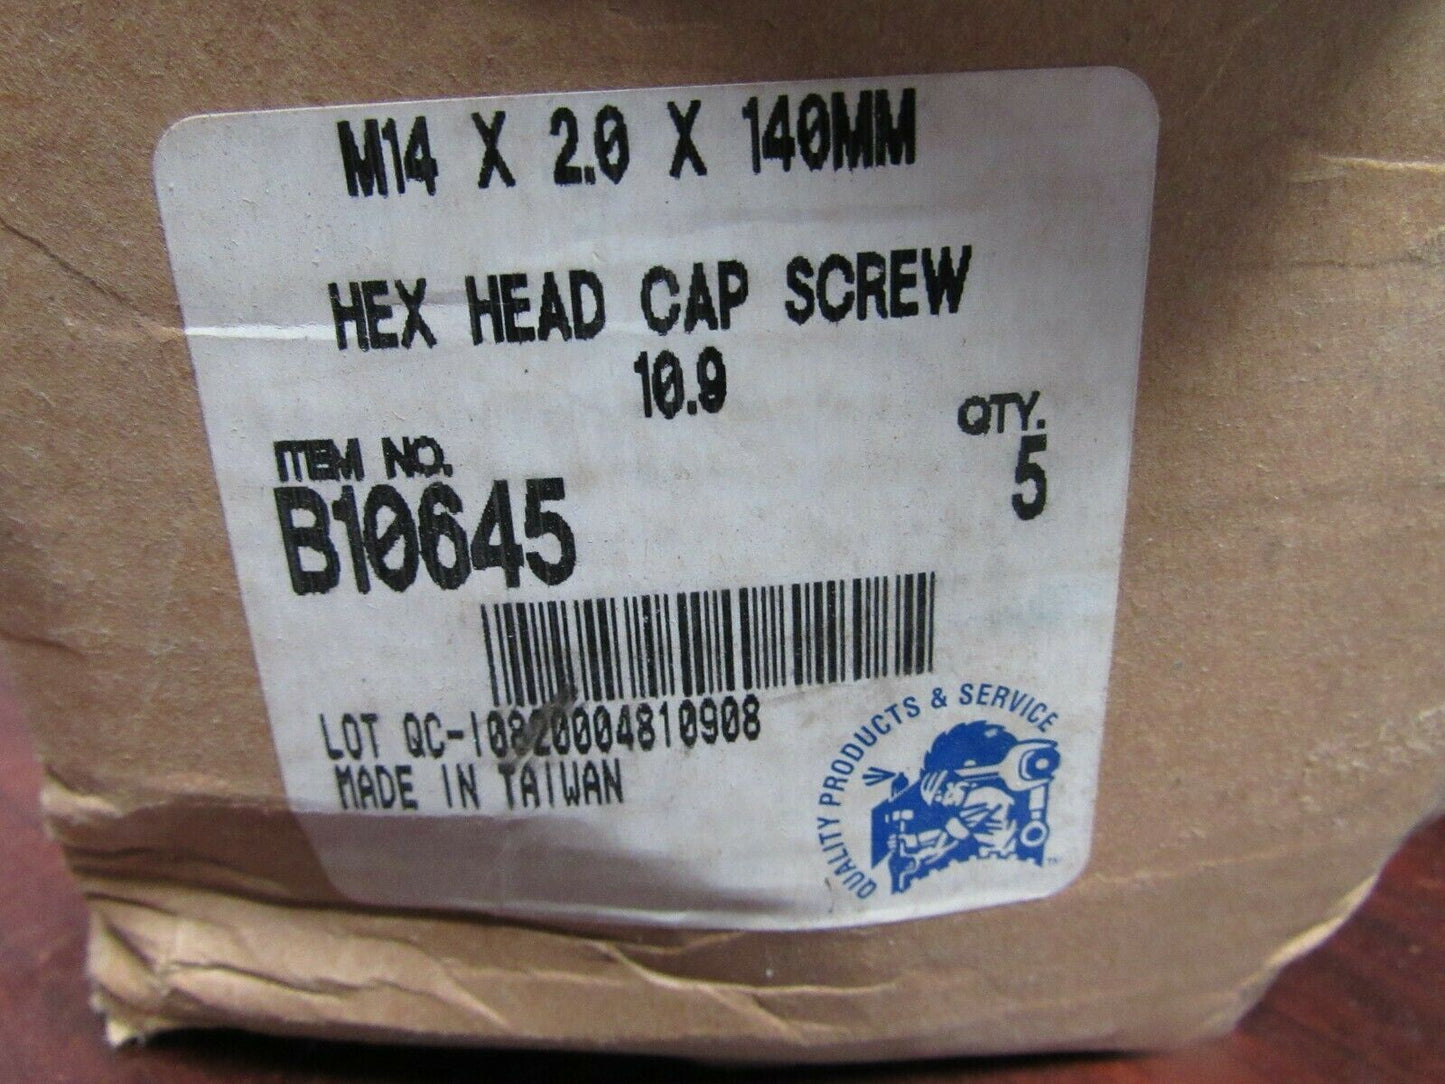 M14 X 2.0 X 140MM
HEX HEAD CAP SCREW
10.9
QTY.
5
ITEM NO.
B10645
LOT QC-10820004810908
MADE IN TAIWAN
QUALITY PRODUCTS & SERVICE
TM